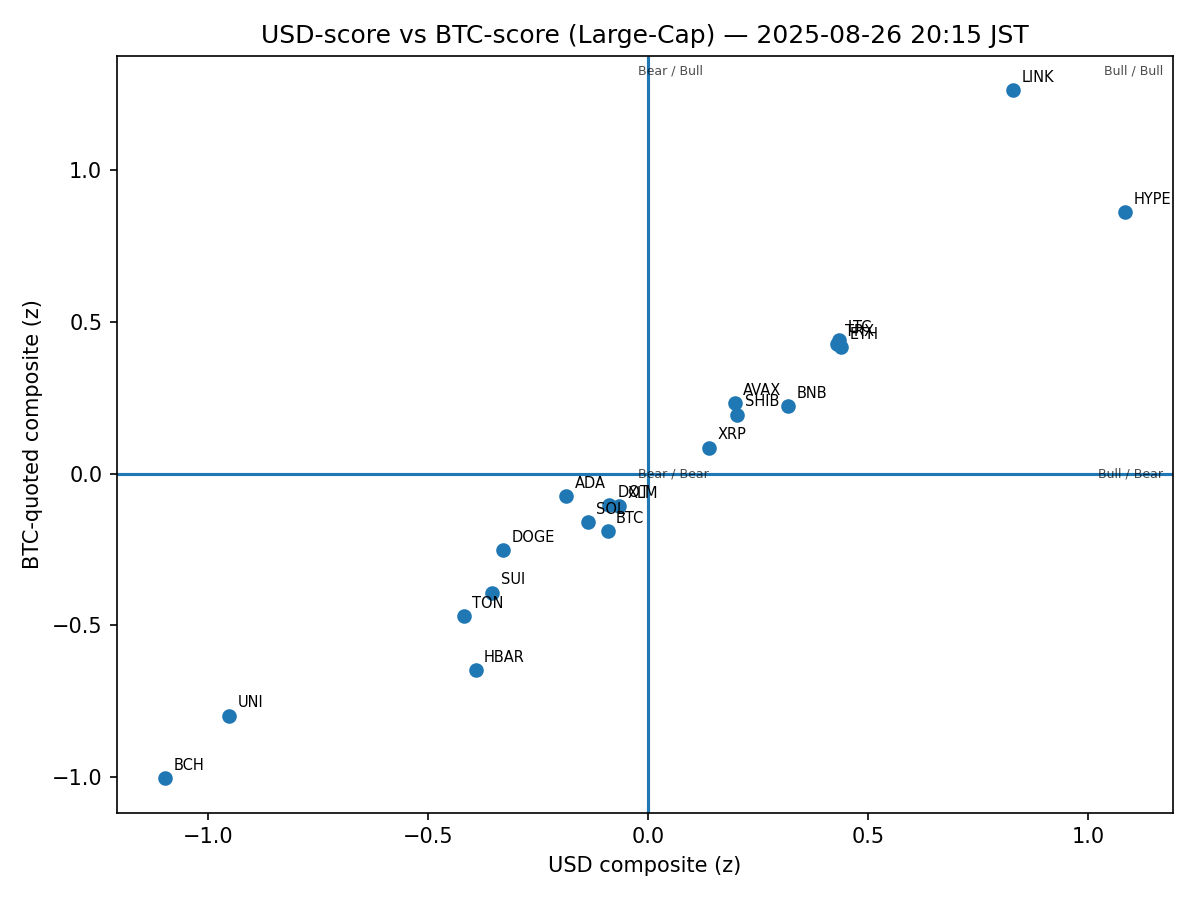 USD-score vs BTC-score (Large-Cap) — 2025-08-26 20:15 JST
Bear / Bull
Bull / Bull
LINK
HYPE
LTC
TRX
ETH
AVAX
SHIB
BNB
XRP
Bear / Bear
Bull / Bear
ADA
DOT
XLM
SOL
BTC
DOGE
SUI
TON
HBAR
UNI
BCH
1.0
0.5
0.0
−0.5
−1.0
−1.0
−0.5
0.0
0.5
1.0
BTC-quoted composite (z)
USD composite (z)